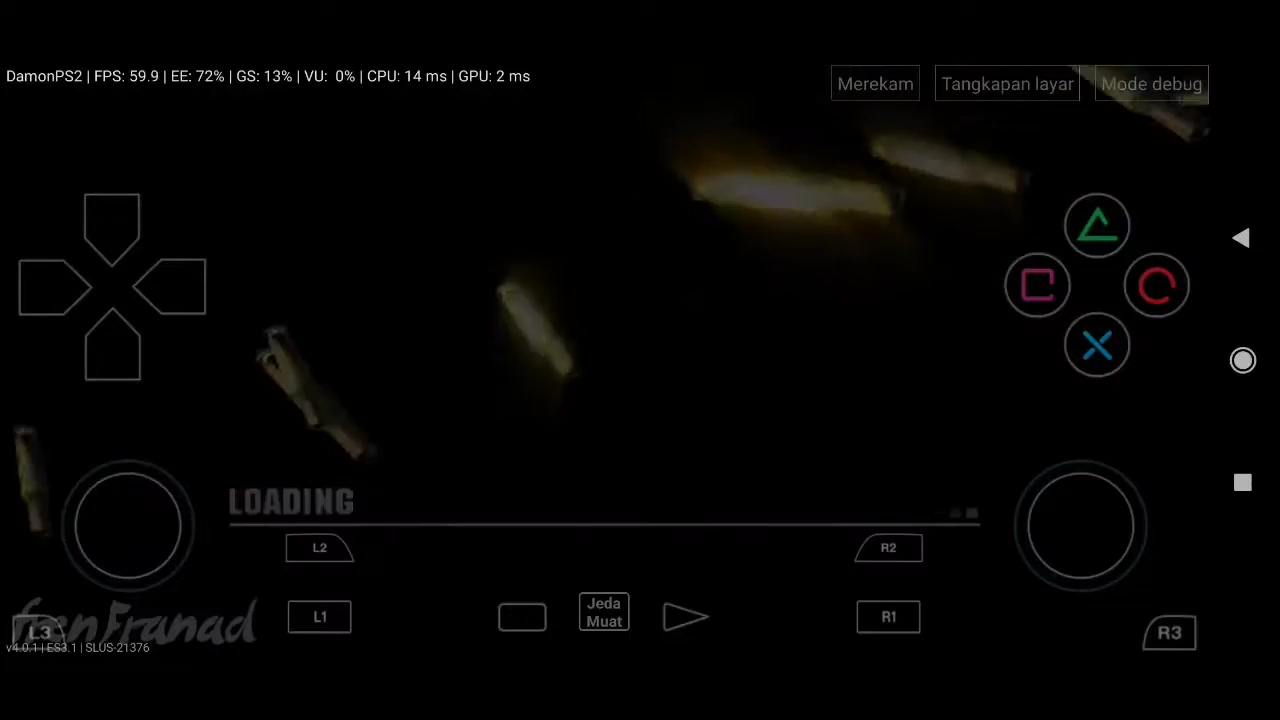 DamonPS2 | FPS: 59.9 | EE: 72% | GS: 13% | VU:  0% | CPU: 14 ms | GPU: 2 ms
Merekam
Tangkapan layar
Mode debug
LOADING
L2
R2
L1
Jeda
Muat
R1
L3
R3
v4.0.1 | ES3.1 | SLUS-21376